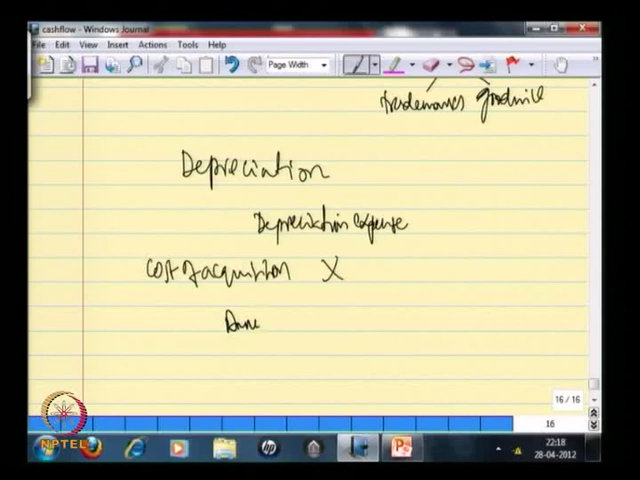 cashflow - Windows Journal
File Edit View Insert Actions Tools Help
Page Width
trademarks goodwill
Depreciation
Depreciation expense
Cost of acquisition X
16 / 16
16
NPTEL
hp
22:18
28-04-2012